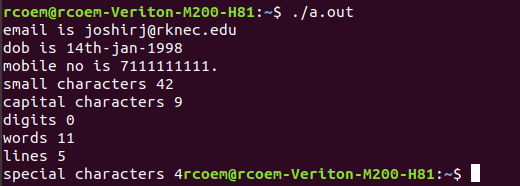 rcoem@rcoem-Veriton-M200-H81:~$ ./a.out
email is joshirj@rknec.edu
dob is 14th-jan-1998
mobile no is 7111111111.
small characters 42
capital characters 9
digits 0
words 11
lines 5
special characters 4rcoem@rcoem-Veriton-M200-H81:~$